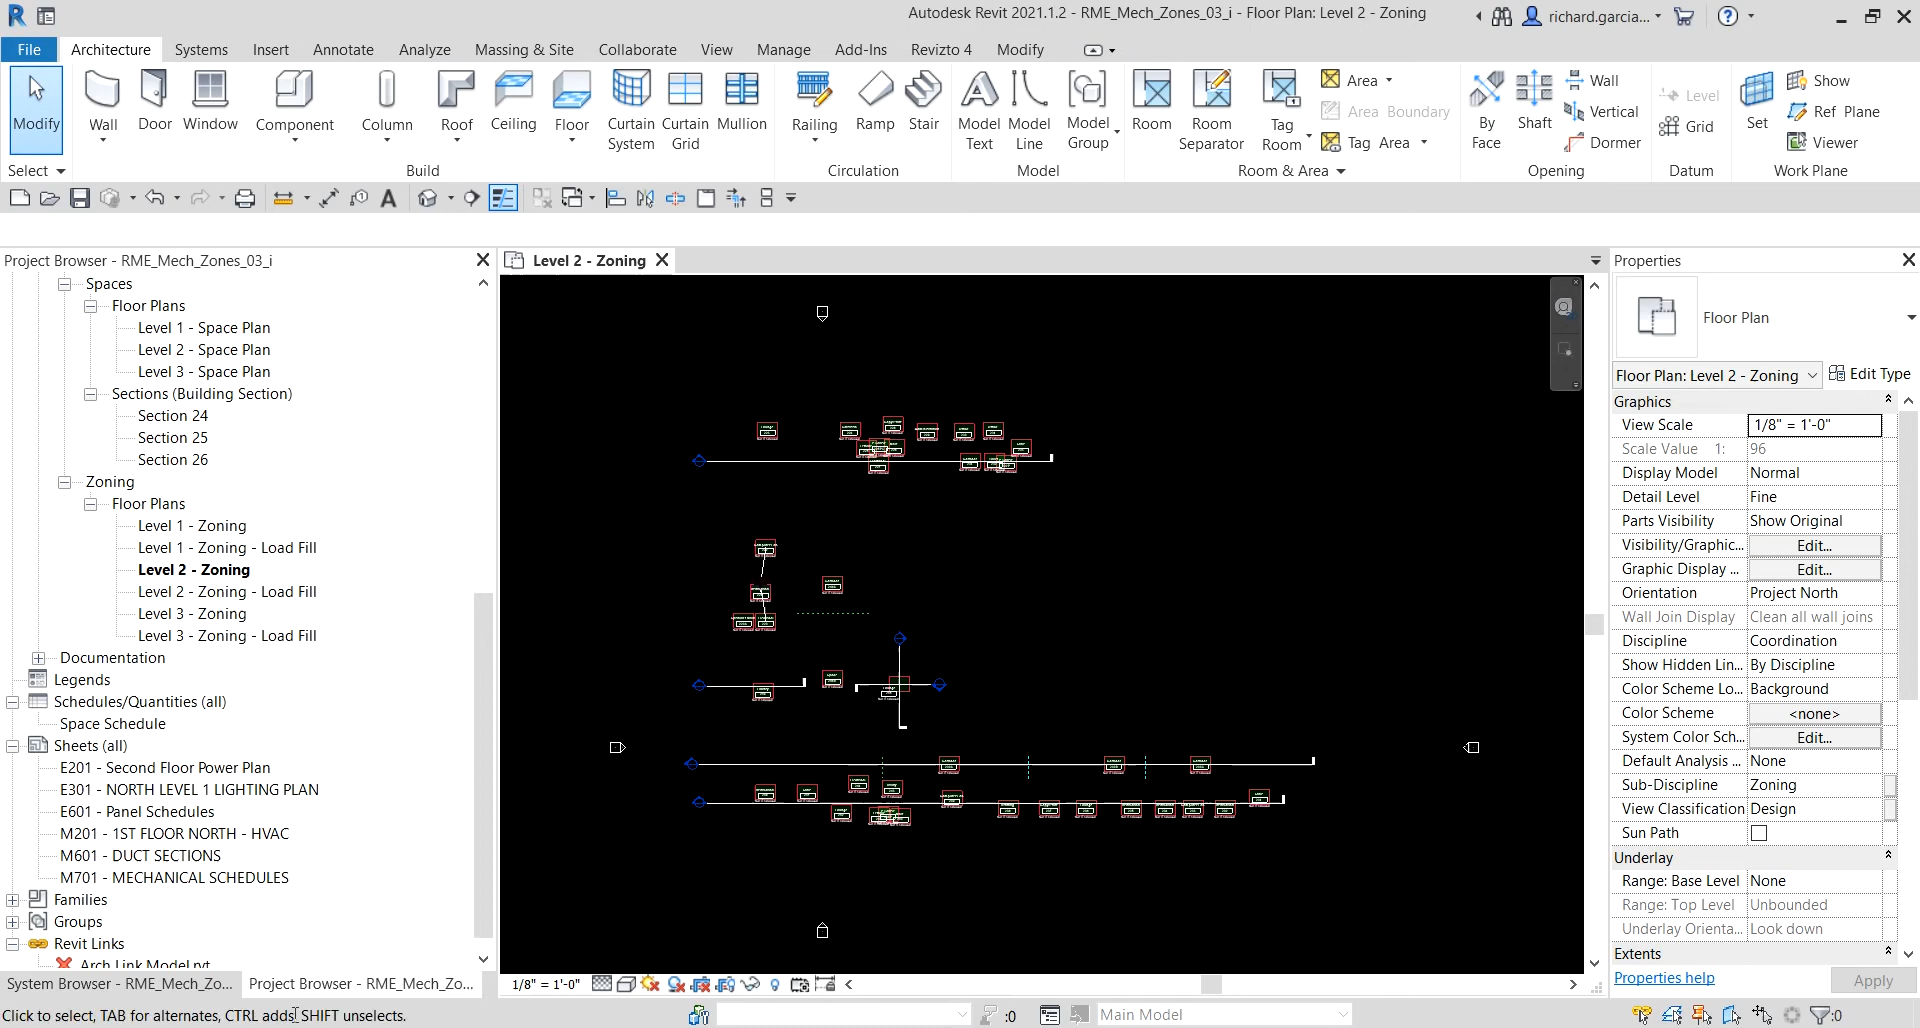 Autodesk Revit 2021.1.2 - RME_Mech_Zones_03_i - Floor Plan: Level 2 - Zoning
richard.garcia...
File Architecture Systems Insert Annotate Analyze Massing & Site Collaborate View Manage Add-Ins Revizto 4 Modify
Modify
Wall
Door
Window
Component
Column
Roof
Ceiling
Floor
Curtain System
Curtain Grid
Mullion
Railing
Ramp
Stair
Model Text
Model Line
Model Group
Room
Room Separator
Tag Room
Area
Area Boundary
Tag Area
By Face
Shaft
Wall
Vertical
Dormer
Level
Grid
Set
Show
Ref Plane
Viewer
Select Build Circulation Model Room & Area Opening Datum Work Plane
Project Browser - RME_Mech_Zones_03_i
Spaces
Floor Plans
Level 1 - Space Plan
Level 2 - Space Plan
Level 3 - Space Plan
Sections (Building Section)
Section 24
Section 25
Section 26
Zoning
Floor Plans
Level 1 - Zoning
Level 1 - Zoning - Load Fill
Level 2 - Zoning
Level 2 - Zoning - Load Fill
Level 3 - Zoning
Level 3 - Zoning - Load Fill
Documentation
Legends
Schedules/Quantities (all)
Space Schedule
Sheets (all)
E201 - Second Floor Power Plan
E301 - NORTH LEVEL 1 LIGHTING PLAN
E601 - Panel Schedules
M201 - 1ST FLOOR NORTH - HVAC
M601 - DUCT SECTIONS
M701 - MECHANICAL SCHEDULES
Families
Groups
Revit Links
Arch Link Model.rvt
System Browser - RME_Mech_Zo...
Project Browser - RME_Mech_Zo...
Level 2 - Zoning
1/8" = 1'-0"
Properties
Floor Plan
Floor Plan: Level 2 - Zoning
Edit Type
Graphics
View Scale 1/8" = 1'-0"
Scale Value 1: 96
Display Model Normal
Detail Level Fine
Parts Visibility Show Original
Visibility/Graphic... Edit...
Graphic Display ... Edit...
Orientation Project North
Wall Join Display Clean all wall joins
Discipline Coordination
Show Hidden Lin... By Discipline
Color Scheme Lo... Background
Color Scheme <none>
System Color Sch... Edit...
Default Analysis ... None
Sub-Discipline Zoning
View Classification Design
Sun Path
Underlay
Range: Base Level None
Range: Top Level Unbounded
Underlay Orienta... Look down
Extents
Properties help
Apply
Click to select, TAB for alternates, CTRL adds, SHIFT unselects.
:0
Main Model
:0